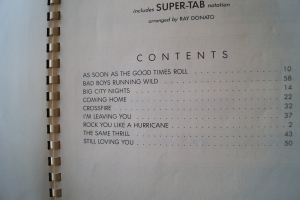 includes SUPER-TAB notation
arranged by RAY DONATO
CONTENTS
AS SOON AS THE GOOD TIMES ROLL 10
BAD BOYS RUNNING WILD 58
BIG CITY NIGHTS 14
COMING HOME 22
CROSSFIRE 32
I'M LEAVING YOU 37
ROCK YOU LIKE A HURRICANE 2
THE SAME THRILL 43
STILL LOVING YOU 50